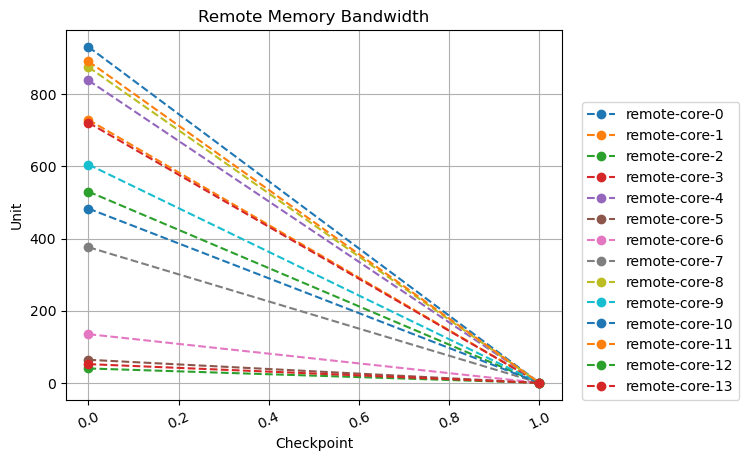 Remote Memory Bandwidth
Unit
800
600
400
200
0
0.0
0.2
0.4
0.6
0.8
1.0
Checkpoint
remote-core-0
remote-core-1
remote-core-2
remote-core-3
remote-core-4
remote-core-5
remote-core-6
remote-core-7
remote-core-8
remote-core-9
remote-core-10
remote-core-11
remote-core-12
remote-core-13